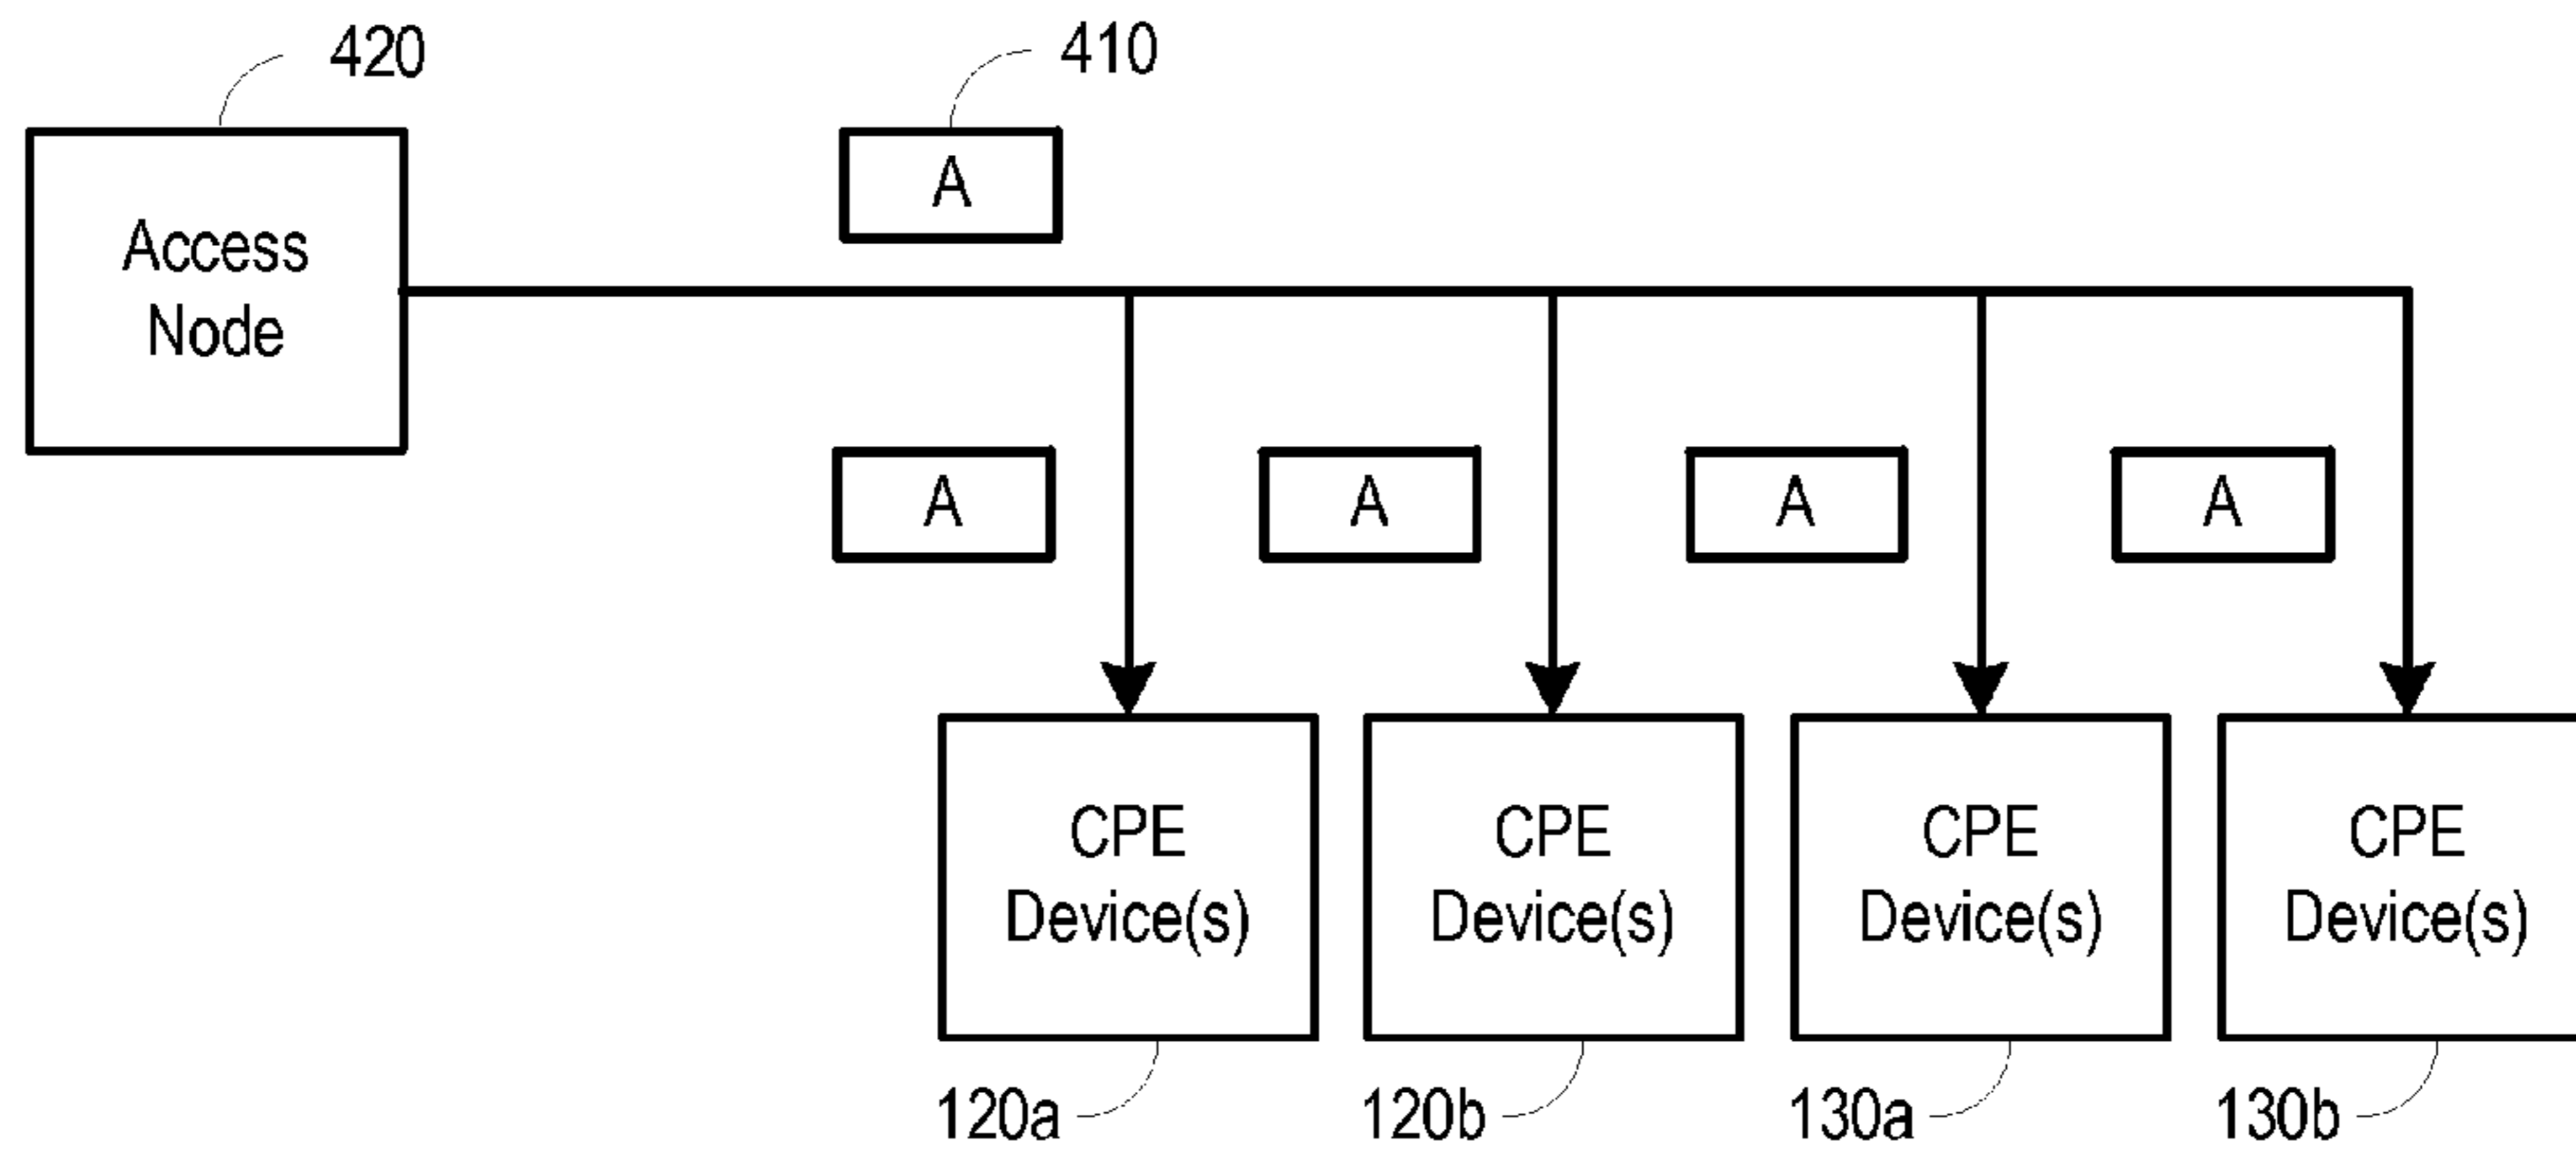 420
410
A
Access
Node
A
A
A
A
CPE
Device(s)
CPE
Device(s)
CPE
Device(s)
CPE
Device(s)
120a
120b
130a
130b